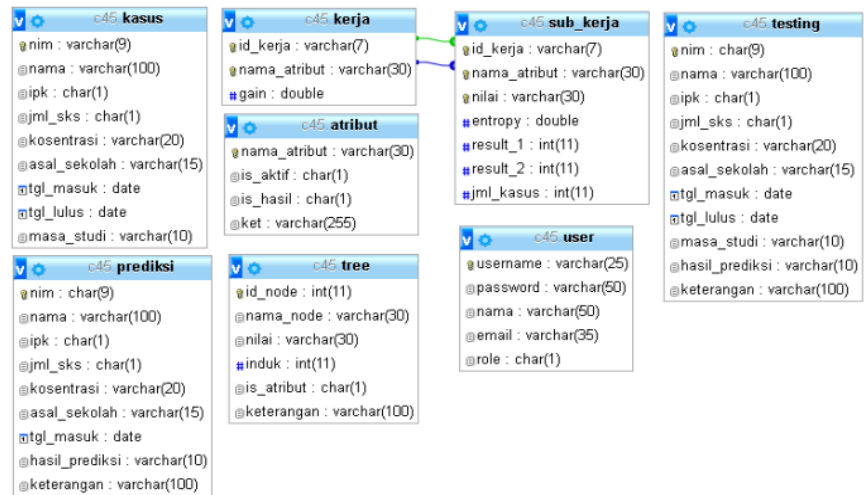 c45 kasus
nim : varchar(9)
nama : varchar(100)
ipk : char(1)
jml_sks : char(1)
kosentrasi : varchar(20)
asal_sekolah : varchar(15)
tgl_masuk : date
tgl_lulus : date
masa_studi : varchar(10)
c45 kerja
id_kerja : varchar(7)
nama_atribut : varchar(30)
gain : double
c45 atribut
nama_atribut : varchar(30)
is_aktif : char(1)
is_hasil : char(1)
ket : varchar(255)
c45 sub_kerja
id_kerja : varchar(7)
nama_atribut : varchar(30)
nilai : varchar(30)
entropy : double
result_1 : int(11)
result_2 : int(11)
jml_kasus : int(11)
c45 testing
nim : char(9)
nama : varchar(100)
ipk : char(1)
jml_sks : char(1)
kosentrasi : varchar(20)
asal_sekolah : varchar(15)
tgl_masuk : date
tgl_lulus : date
masa_studi : varchar(10)
hasil_prediksi : varchar(10)
keterangan : varchar(100)
c45 prediksi
nim : char(9)
nama : varchar(100)
ipk : char(1)
jml_sks : char(1)
kosentrasi : varchar(20)
asal_sekolah : varchar(15)
tgl_masuk : date
hasil_prediksi : varchar(10)
keterangan : varchar(100)
c45 tree
id_node : int(11)
nama_node : varchar(30)
nilai : varchar(30)
induk : int(11)
is_atribut : char(1)
keterangan : varchar(100)
c45 user
username : varchar(25)
password : varchar(50)
nama : varchar(50)
email : varchar(35)
role : char(1)